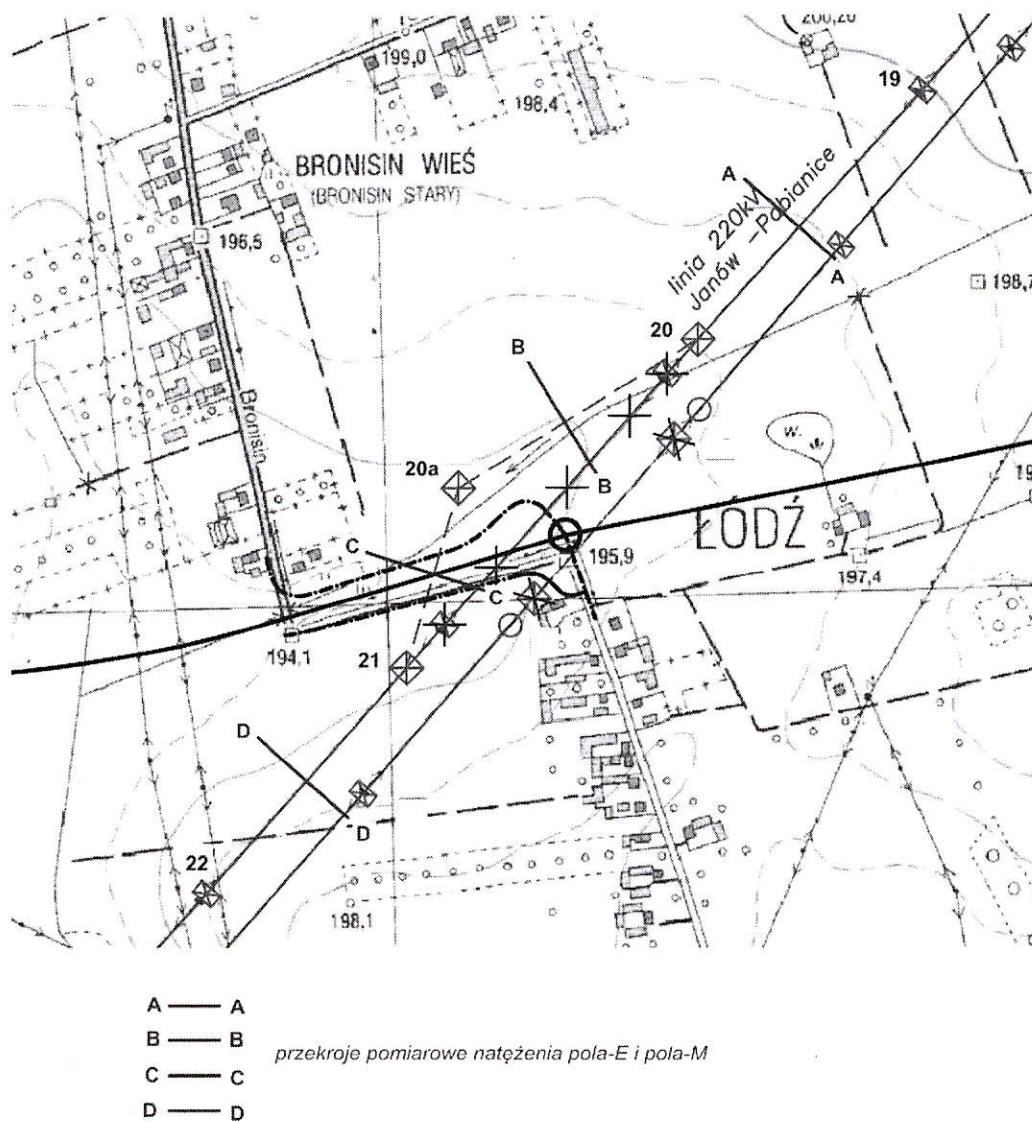 200,20
199,0
19
198,4
BRONISIN WIEŚ
(BRONISIN STARY)
A
linia 220kV
Janów - Pabianice
196,5
A
198,7
B
20
Bronisin
20a
W.
B
ŁÓDŹ
C
195,9
197,4
C
194,1
21
D
D
22
198,1
A A
B B
C C
D D
przekroje pomiarowe natężenia pola-E i pola-M